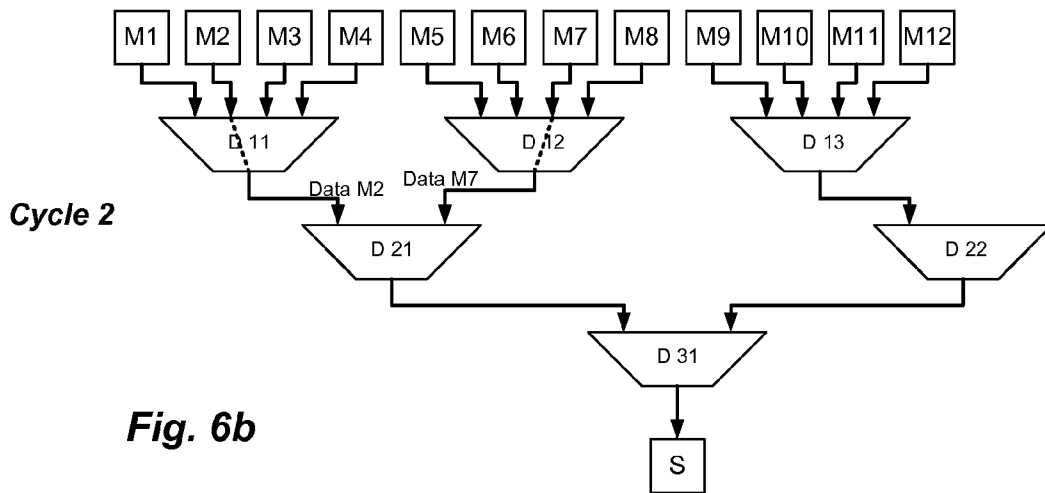 M1 M2 M3 M4 M5 M6 M7 M8 M9 M10 M11 M12
D 11 D 12 D 13
Data M2 Data M7
Cycle 2
D 21 D 22
D 31
Fig. 6b
S